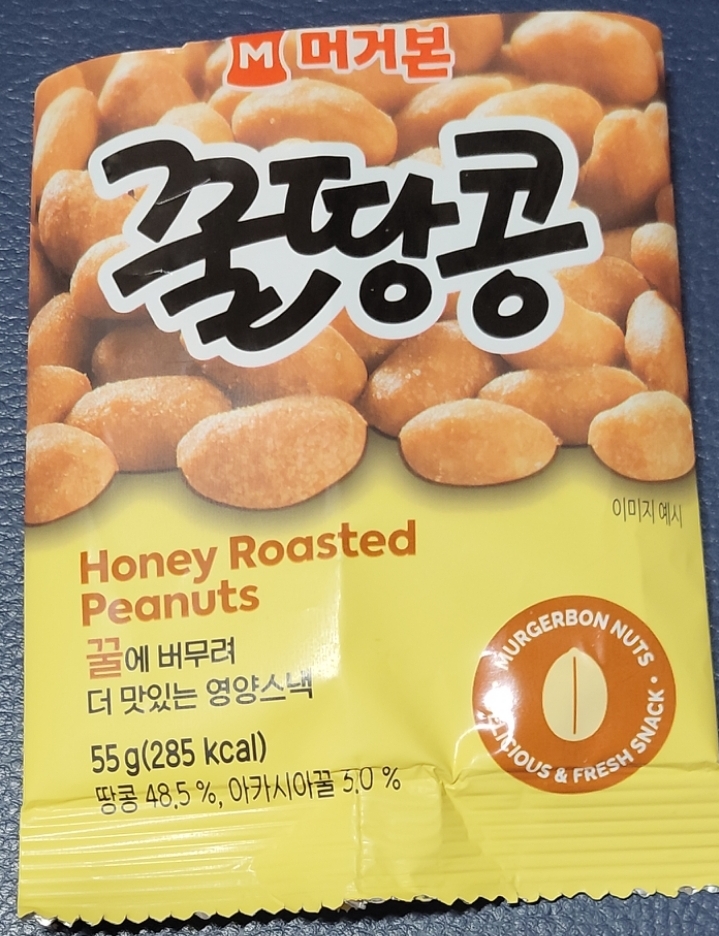 M 머거본
꿀땅콩
이미지 예시
Honey Roasted
Peanuts
꿀에 버무려
더 맛있는 영양스낵
55 g(285 kcal)
땅콩 48.5 %, 아카시아꿀 5.0 %
MURGERBON NUTS
DELICIOUS & FRESH SNACK